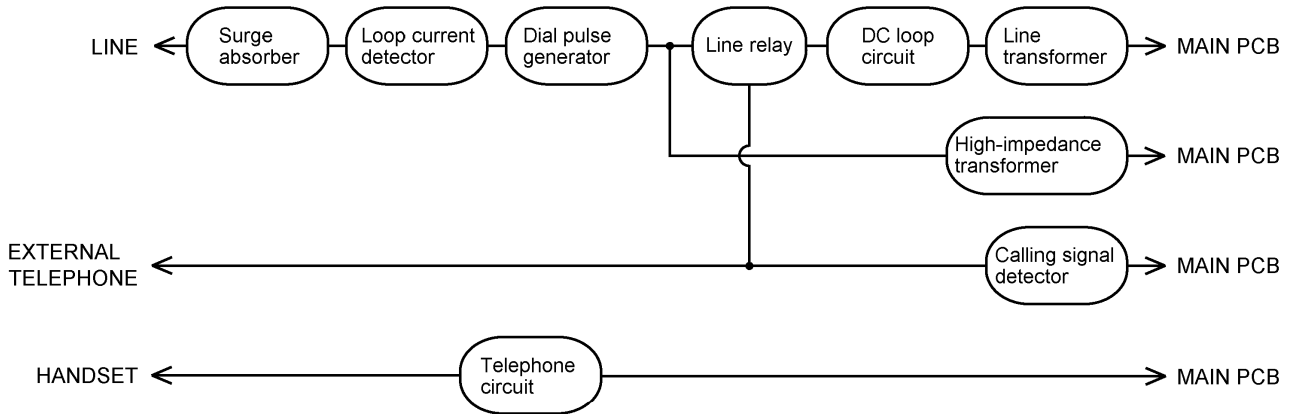 LINE
Surge
absorber
Loop current
detector
Dial pulse
generator
Line relay
DC loop
circuit
Line
transformer
MAIN PCB
High-impedance
transformer
MAIN PCB
EXTERNAL
TELEPHONE
Calling signal
detector
MAIN PCB
HANDSET
Telephone
circuit
MAIN PCB